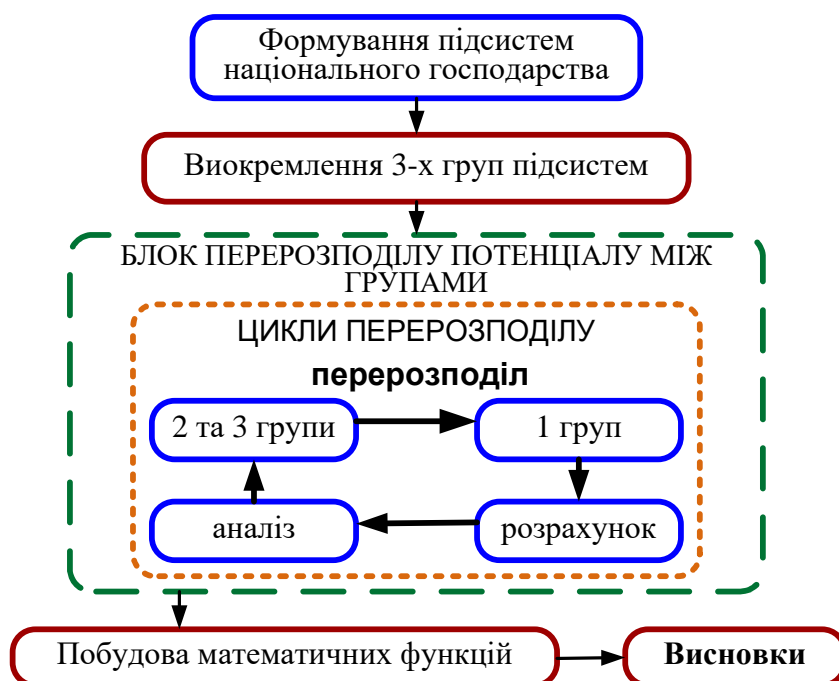 Формування підсистем
національного господарства
Виокремлення 3-х груп підсистем
БЛОК ПЕРЕРОЗПОДІЛУ ПОТЕНЦІАЛУ МІЖ
ГРУПАМИ
ЦИКЛИ ПЕРЕРОЗПОДІЛУ
перерозподіл
2 та 3 групи
1 груп
аналіз
розрахунок
Побудова математичних функцій
Висновки